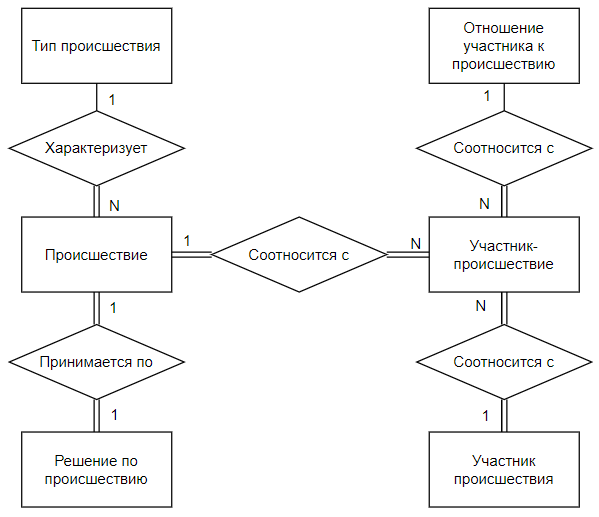 Тип происшествия
Отношение
участника к
происшествию
1
1
Характеризует
Соотносится с
N
N
Происшествие
1
Соотносится с
N
Участник-
происшествие
1
N
Принимается по
Соотносится с
1
1
Решение по
происшествию
Участник
происшествия